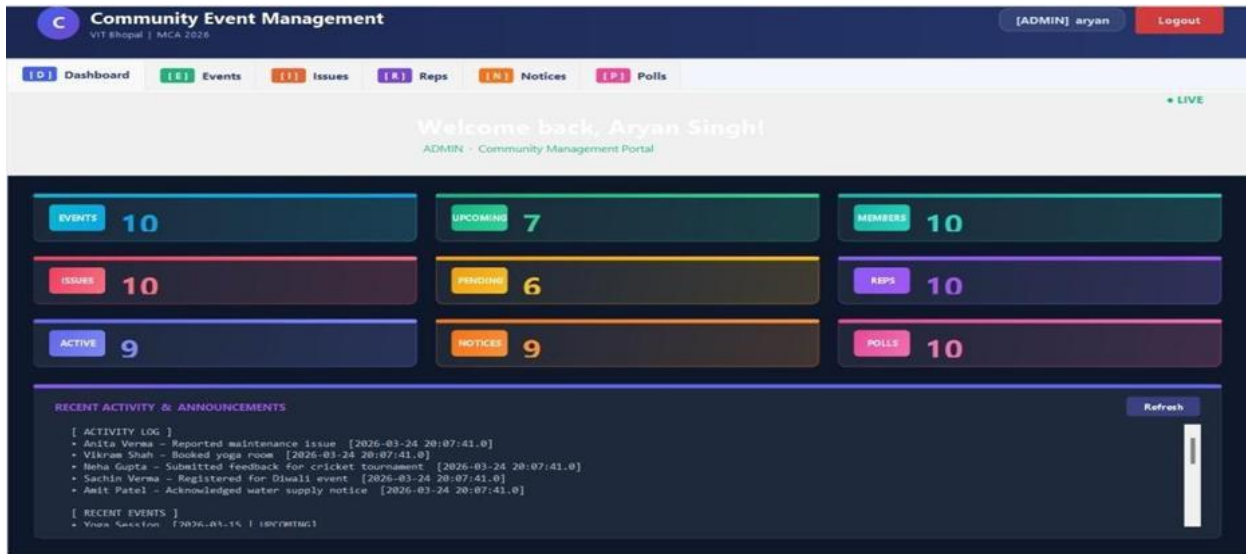 C Community Event Management
VIT Bhopal | MCA 2026
[ADMIN] aryan Logout
[D] Dashboard [E] Events [I] Issues [R] Reps [N] Notices [P] Polls
• LIVE
Welcome back, Aryan Singh!
ADMIN · Community Management Portal
EVENTS 10 UPCOMING 7 MEMBERS 10
ISSUES 10 PENDING 6 REPS 10
ACTIVE 9 NOTICES 9 POLLS 10
RECENT ACTIVITY & ANNOUNCEMENTS Refresh
[ ACTIVITY LOG ]
• Anita Verma – Reported maintenance issue [2026-03-24 20:07:41.0]
• Vikram Shah – Booked yoga room [2026-03-24 20:07:41.0]
• Neha Gupta – Submitted feedback for cricket tournament [2026-03-24 20:07:41.0]
• Sachin Verma – Registered for Diwali event [2026-03-24 20:07:41.0]
• Amit Patel – Acknowledged water supply notice [2026-03-24 20:07:41.0]
[ RECENT EVENTS ]
• Yoga Session [2026-03-15 | UPCOMING]